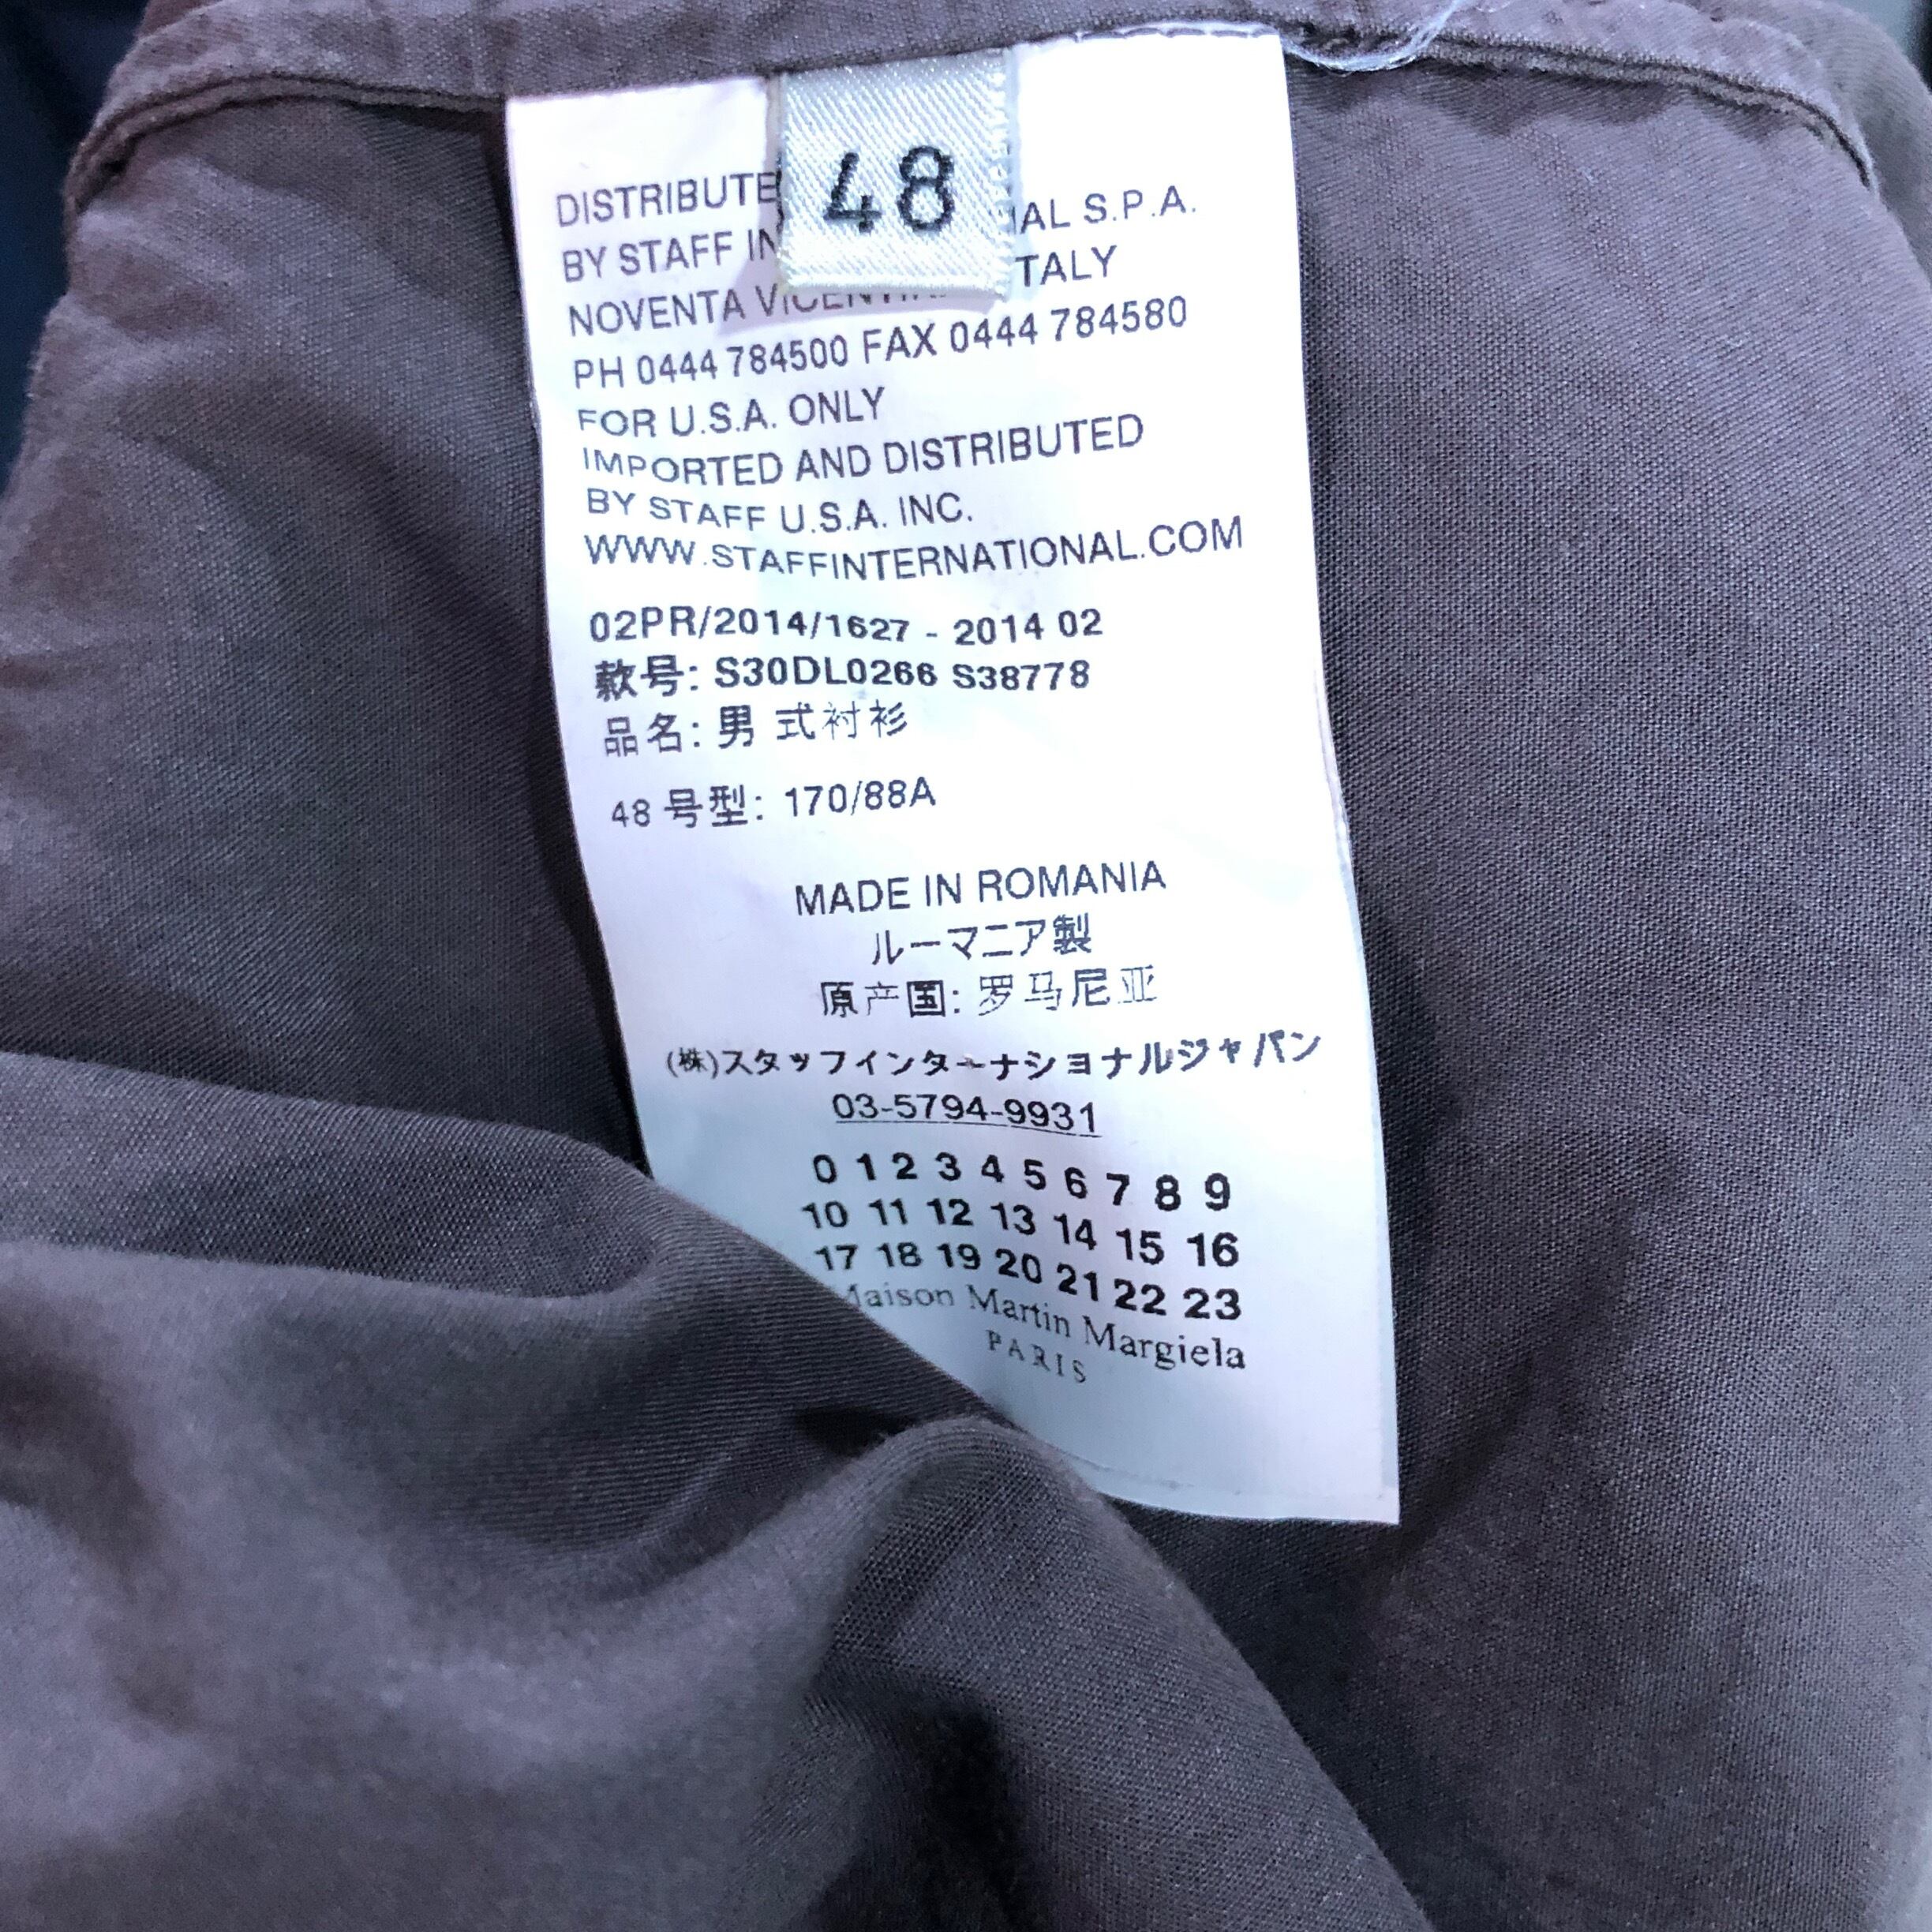 48
DISTRIBUTE
BY STAFF IN AL S.P.A.
NOVENTA TALY
PH 0444 784500 FAX 0444 784580
FOR U.S.A. ONLY
IMPORTED AND DISTRIBUTED
BY STAFF U.S.A. INC.
WWW.STAFFINTERNATIONAL.COM
02PR/2014/1627 - 2014 02
款号: S30DL0266 S38778
品名: 男式衬衫
48 号型: 170/88A
MADE IN ROMANIA
ルーマニア製
原产国: 罗马尼亚
(株)スタッフインターナショナルジャパン
03-5794-9931
0 1 2 3 4 5 6 7 8 9
10 11 12 13 14 15 16
17 18 19 20 21 22 23
Maison Martin Margiela
PARIS